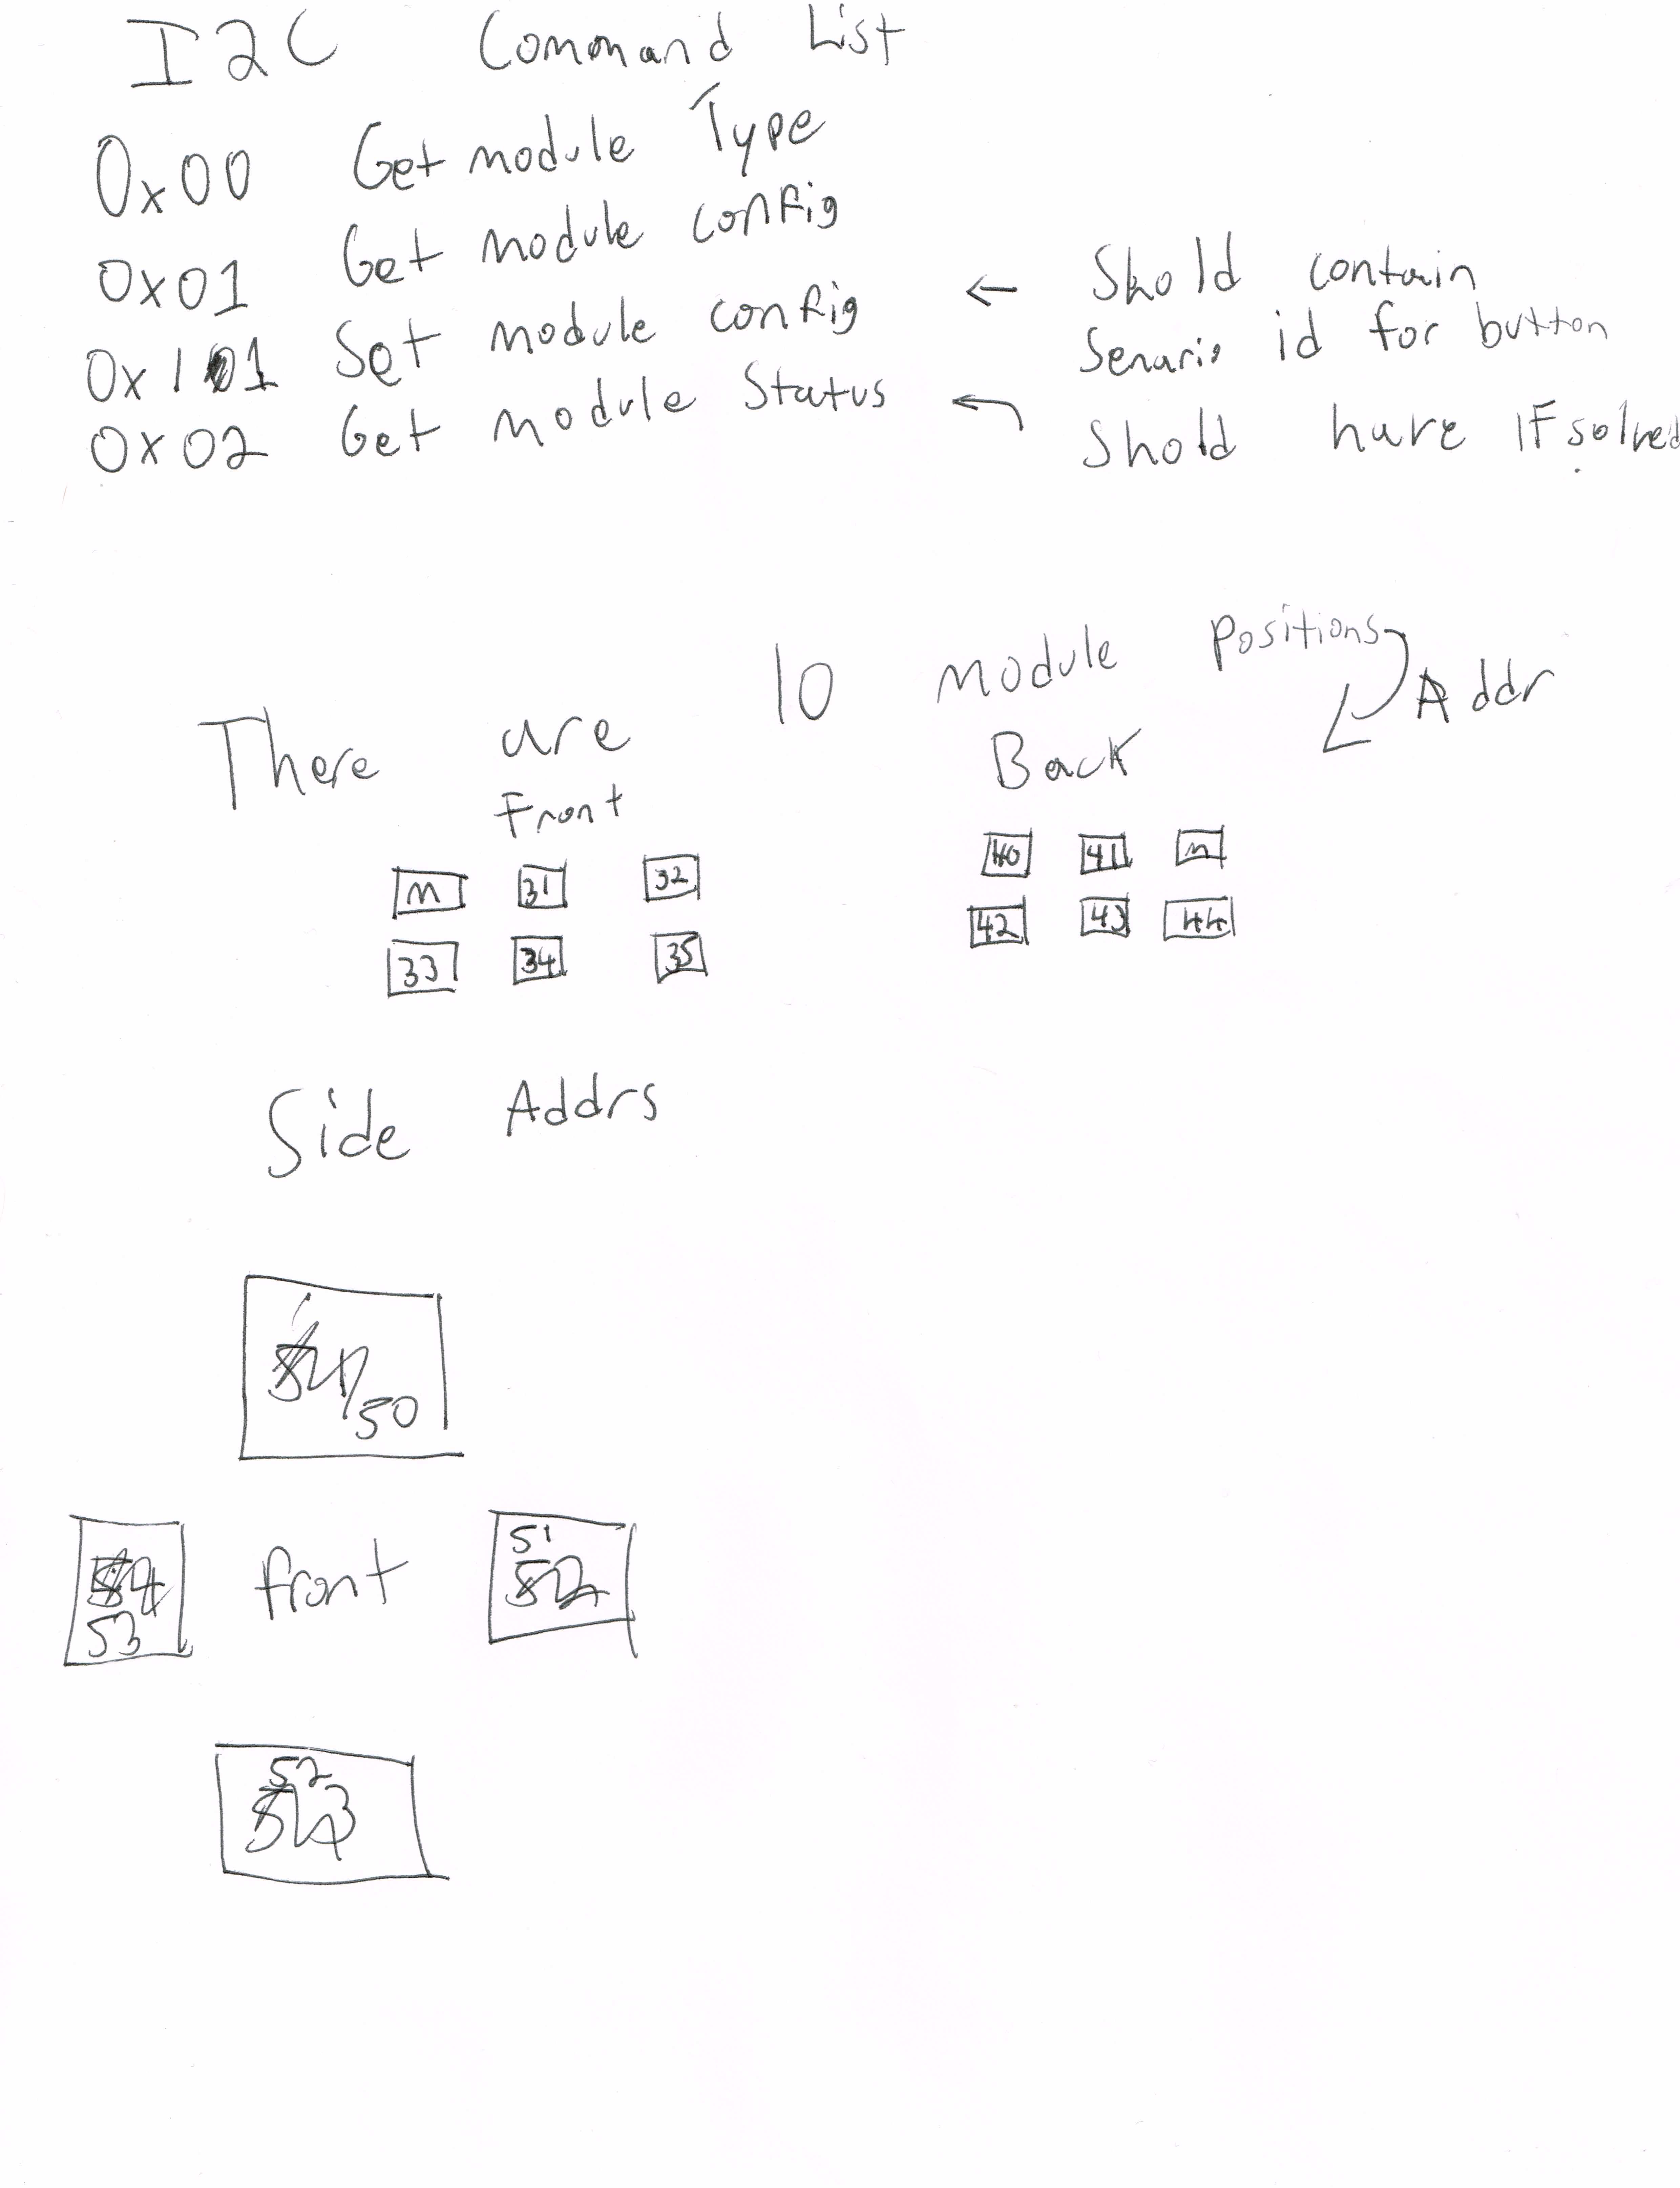 I2C Command List
0x00 Get module Type
0x01 Get module config
0x101 Set module config ← Shold contain
Senario id for button
0x02 Get module Status ← Shold have IF solved
There are 10 module positions
Addr
Front
Back
M 31 32
33 34 35
40 41 M
42 43 44
Side Addrs
50
53 front 51
52